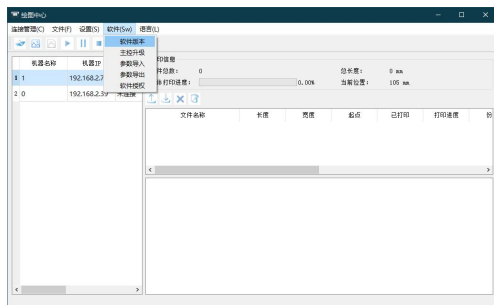 绘图中心
连接管理(C) 文件(F) 设置(S) 软件(Sw) 语言(L)
软件版本
主控升级
参数导入
参数导出
软件授权
机器名称 机器IP
1 1 192.168.2.7
2 0 192.168.2.39 未连接
印信息
件总数: 0 总长度: 0 mm
打印进度: 0.00% 当前位置: 105 mm
文件名称 长度 宽度 起点 已打印 打印进度 份